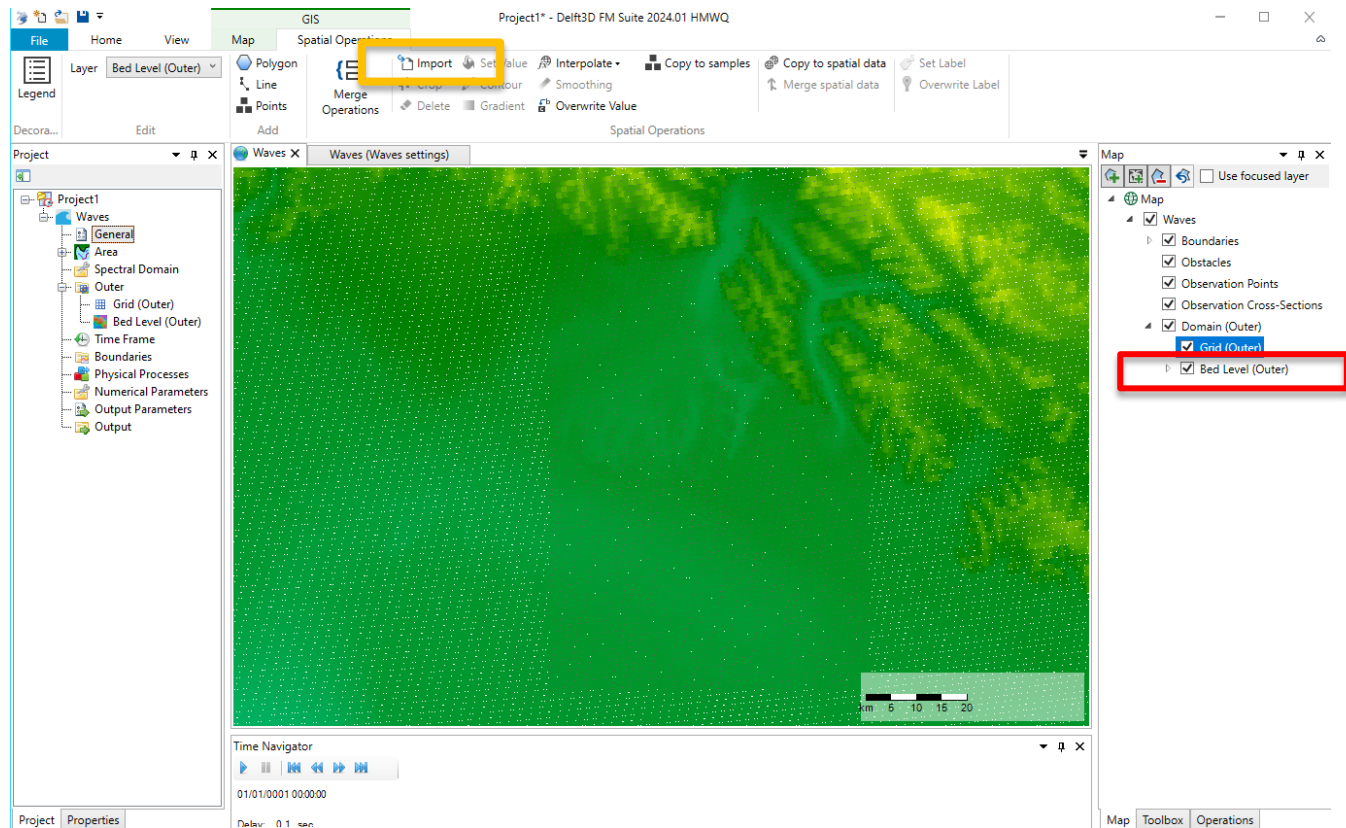 GIS
Project1* - Delft3D FM Suite 2024.01 HMWQ
File Home View Map Spatial Operations
Legend
Layer Bed Level (Outer)
Polygon
Line
Points
Merge
Operations
Import Set Value Interpolate Copy to samples Copy to spatial data Set Label
Crop Contour Smoothing Merge spatial data Overwrite Label
Delete Gradient Overwrite Value
Decora... Edit Add Spatial Operations
Project
Project1
Waves
General
Area
Spectral Domain
Outer
Grid (Outer)
Bed Level (Outer)
Time Frame
Boundaries
Physical Processes
Numerical Parameters
Output Parameters
Output
Project Properties
Waves Waves (Waves settings)
km 5 10 15 20
Time Navigator
01/01/0001 00:00:00
Delay: 0.1 sec
Map
Use focused layer
Map
Waves
Boundaries
Obstacles
Observation Points
Observation Cross-Sections
Domain (Outer)
Grid (Outer)
Bed Level (Outer)
Map Toolbox Operations